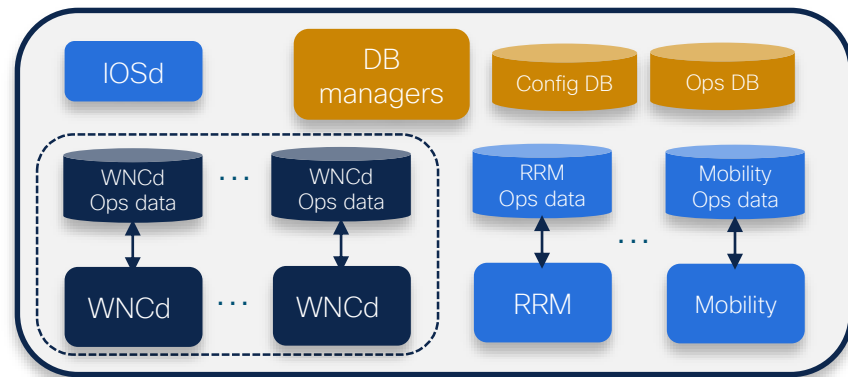 IOSd
DB
managers
Config DB
Ops DB
WNCd
Ops data
...
WNCd
Ops data
RRM
Ops data
...
Mobility
Ops data
WNCd
...
WNCd
RRM
Mobility